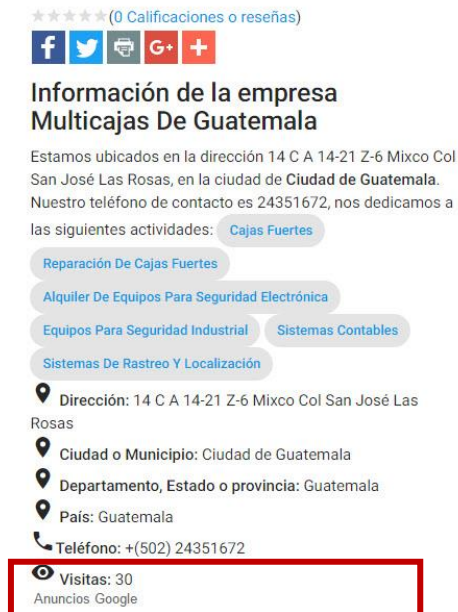 (0 Calificaciones o reseñas)
f G+ +
Información de la empresa
Multicajas De Guatemala
Estamos ubicados en la dirección 14 C A 14-21 Z-6 Mixco Col
San José Las Rosas, en la ciudad de Ciudad de Guatemala.
Nuestro teléfono de contacto es 24351672, nos dedicamos a
las siguientes actividades: Cajas Fuertes
Reparación De Cajas Fuertes
Alquiler De Equipos Para Seguridad Electrónica
Equipos Para Seguridad Industrial Sistemas Contables
Sistemas De Rastreo Y Localización
Dirección: 14 C A 14-21 Z-6 Mixco Col San José Las
Rosas
Ciudad o Municipio: Ciudad de Guatemala
Departamento, Estado o provincia: Guatemala
País: Guatemala
Teléfono: +(502) 24351672
Visitas: 30
Anuncios Google